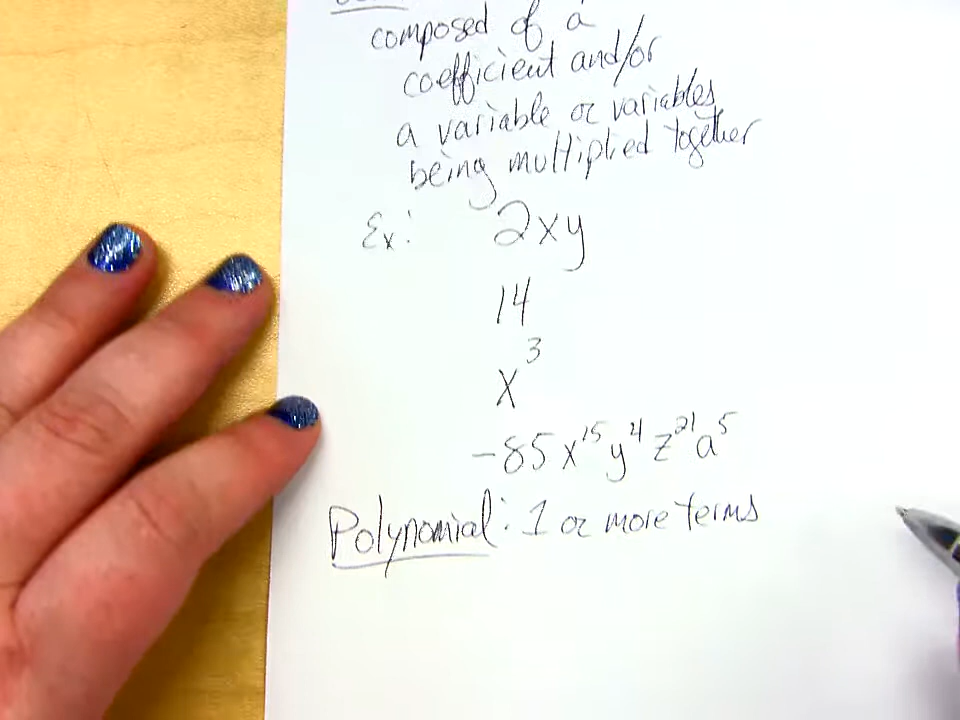 composed of a
coefficient and/or
a variable or variables
being multiplied together
Ex: 2xy
14
x³
-85x¹⁵y⁴z²¹a⁵
Polynomial: 1 or more terms